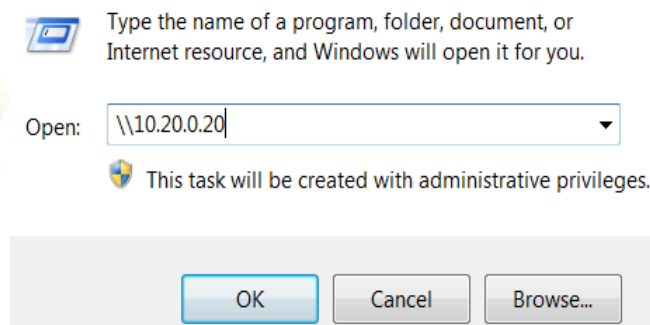 Type the name of a program, folder, document, or
Internet resource, and Windows will open it for you.
Open: \\10.20.0.20
This task will be created with administrative privileges.
OK Cancel Browse...